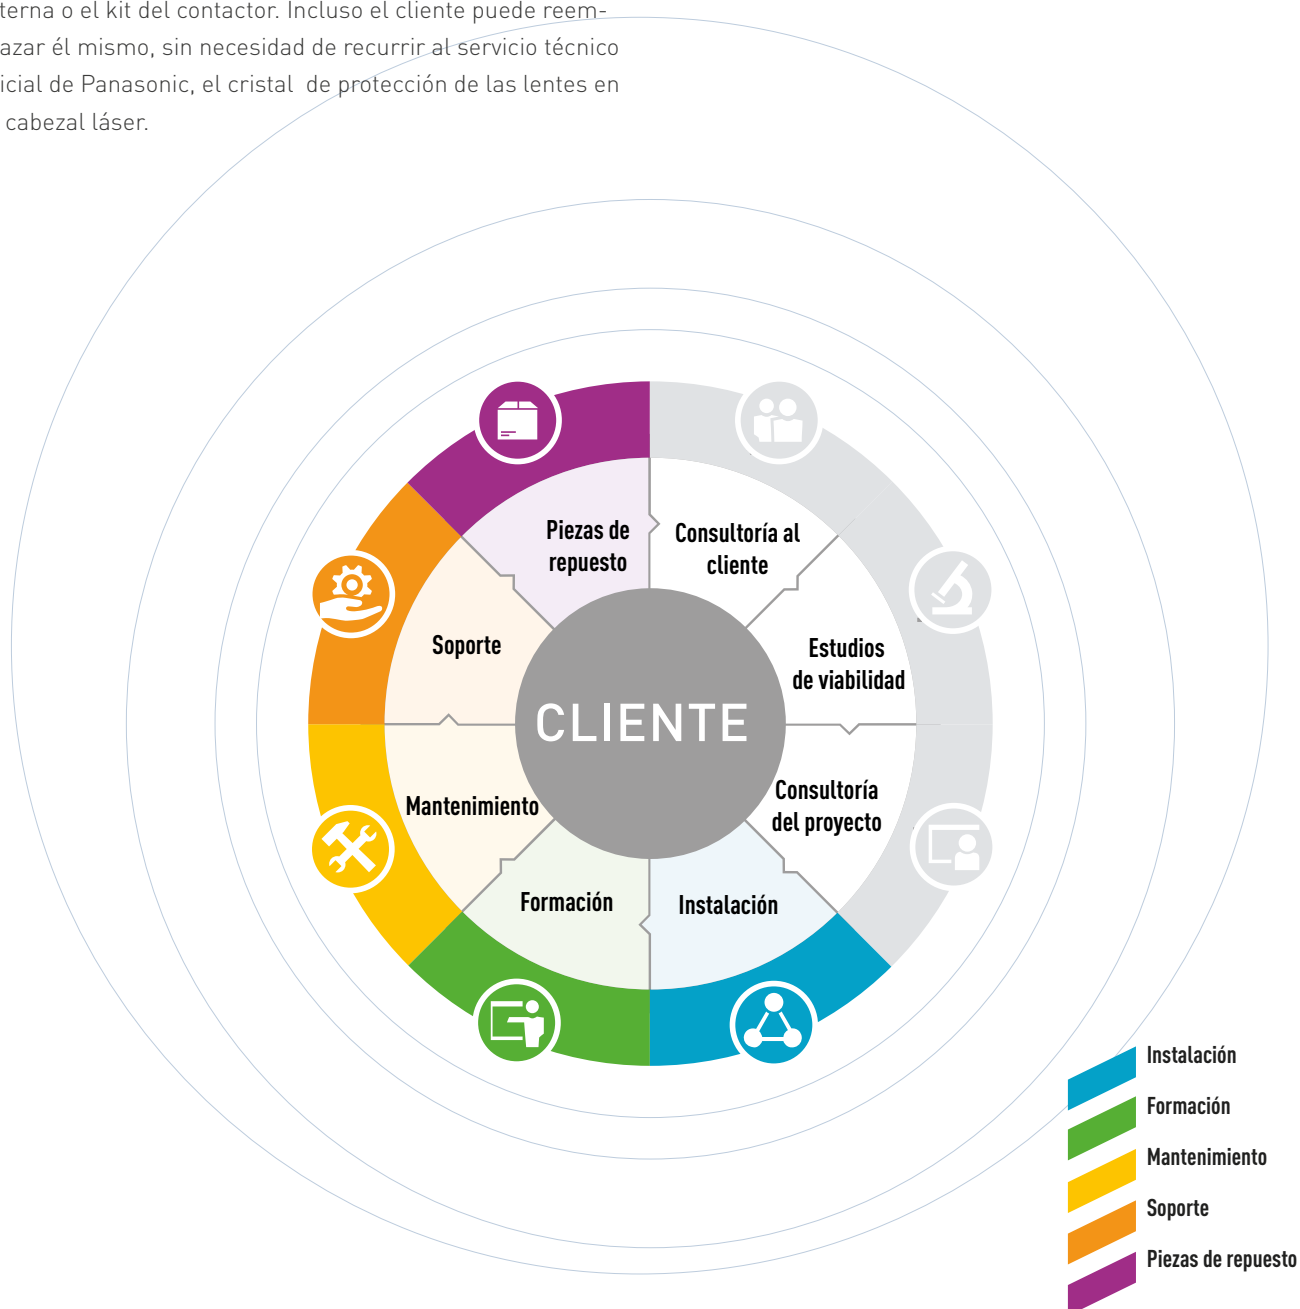 terna o el kit del contactor. Incluso el cliente puede reem-
azar él mismo, sin necesidad de recurrir al servicio técnico
icial de Panasonic, el cristal de protección de las lentes en
cabezal láser.
Piezas de
repuesto
Consultoría al
cliente
Soporte
Estudios
de viabilidad
CLIENTE
Mantenimiento
Consultoría
del proyecto
Formación
Instalación
Instalación
Formación
Mantenimiento
Soporte
Piezas de repuesto